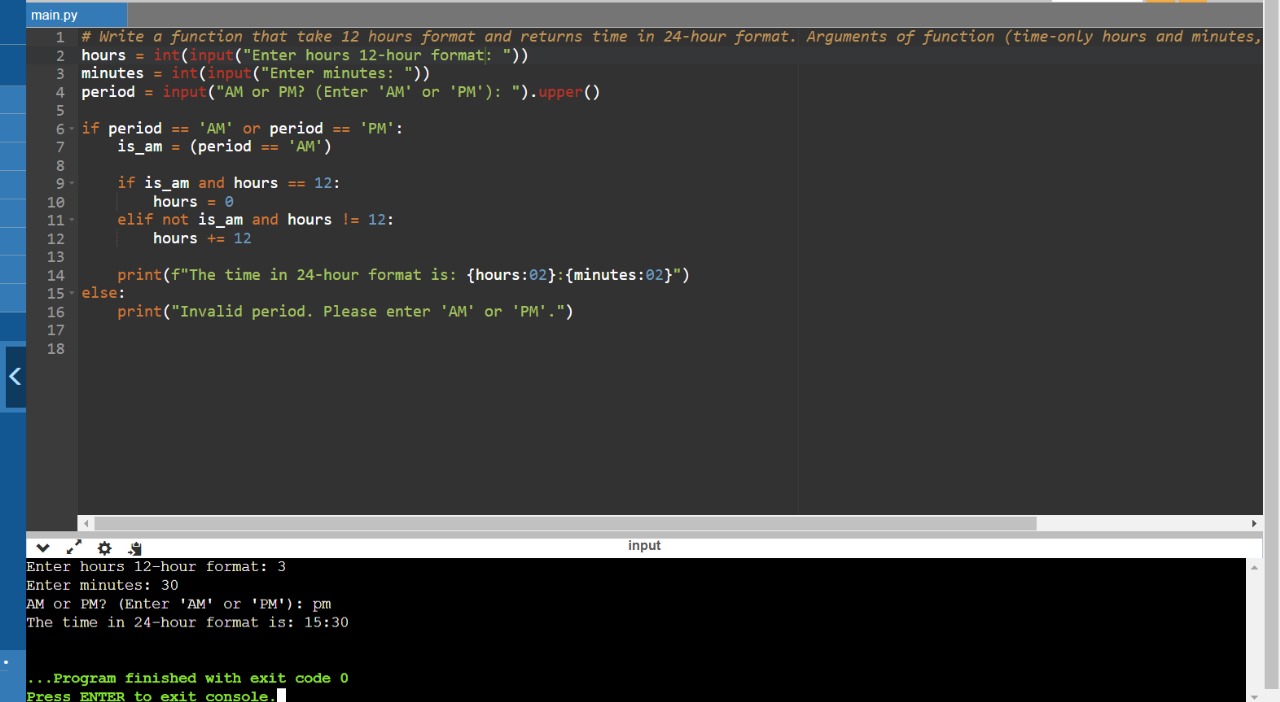 main.py
1 # Write a function that take 12 hours format and returns time in 24-hour format. Arguments of function (time-only hours and minutes,
2 hours = int(input("Enter hours 12-hour format: "))
3 minutes = int(input("Enter minutes: "))
4 period = input("AM or PM? (Enter 'AM' or 'PM'): ").upper()
5
6 if period == 'AM' or period == 'PM':
7     is_am = (period == 'AM')
8
9     if is_am and hours == 12:
10         hours = 0
11     elif not is_am and hours != 12:
12         hours += 12
13
14     print(f"The time in 24-hour format is: {hours:02}:{minutes:02}")
15 else:
16     print("Invalid period. Please enter 'AM' or 'PM'.")
17
18
input
Enter hours 12-hour format: 3
Enter minutes: 30
AM or PM? (Enter 'AM' or 'PM'): pm
The time in 24-hour format is: 15:30
...Program finished with exit code 0
Press ENTER to exit console.